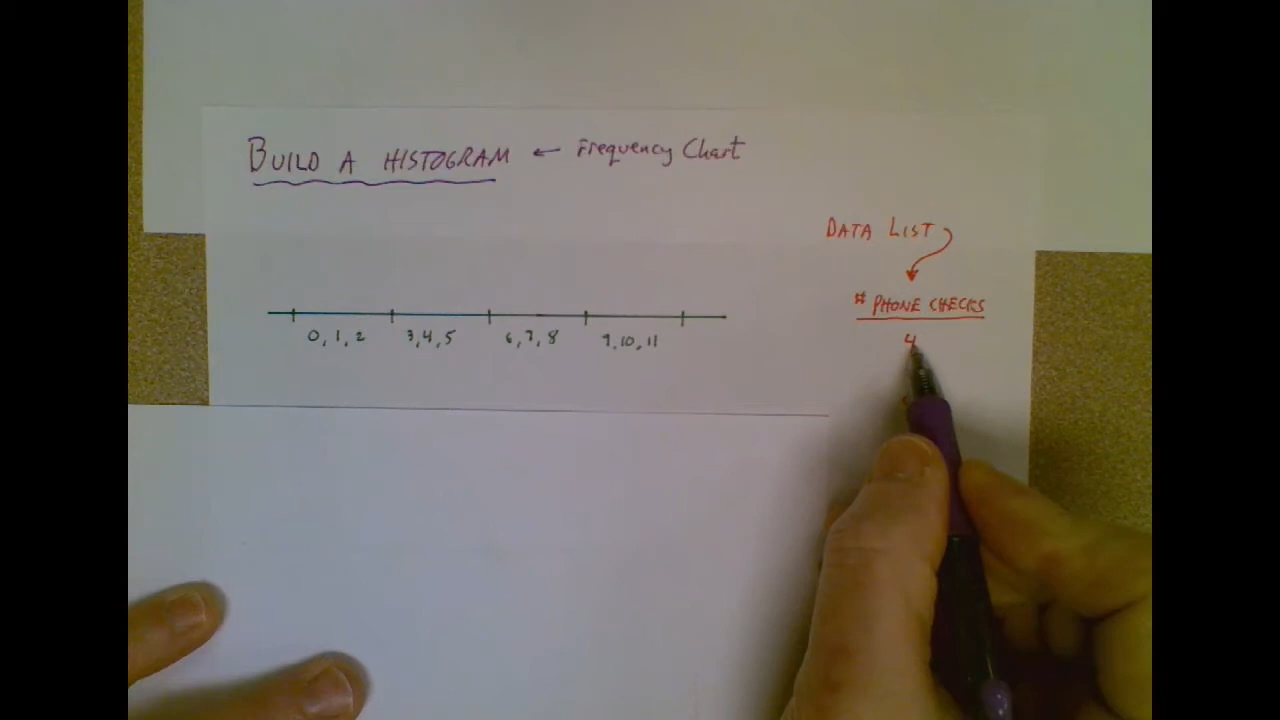 BUILD A HISTOGRAM ← Frequency Chart
DATA LIST
# PHONE CHECKS
4
0, 1, 2 3, 4, 5 6, 7, 8 9, 10, 11